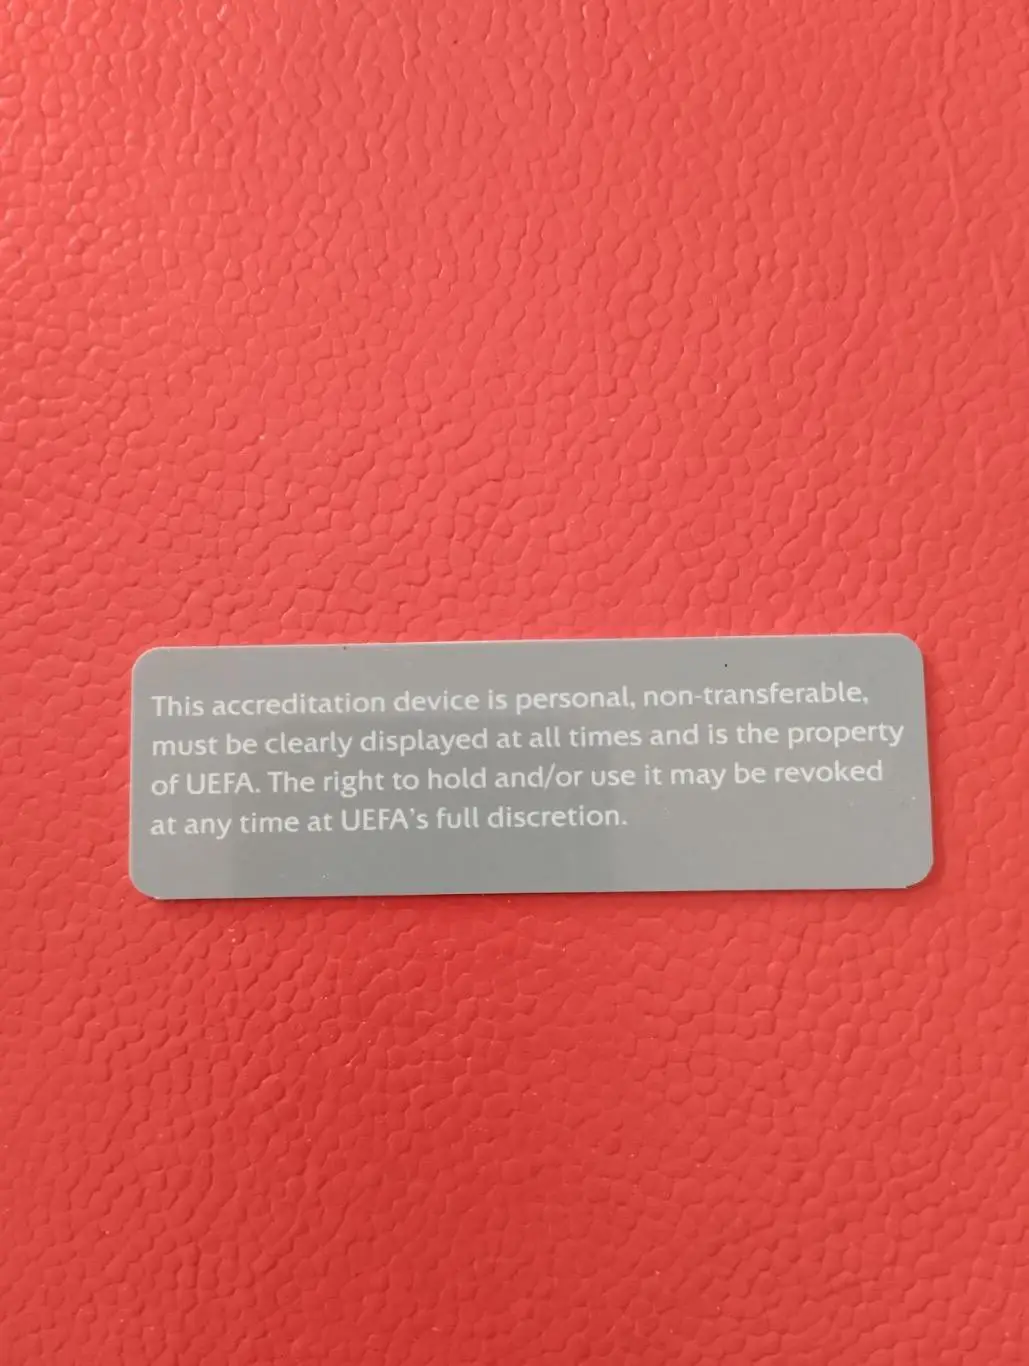 This accreditation device is personal, non-transferable,
must be clearly displayed at all times and is the property
of UEFA. The right to hold and/or use it may be revoked
at any time at UEFA's full discretion.